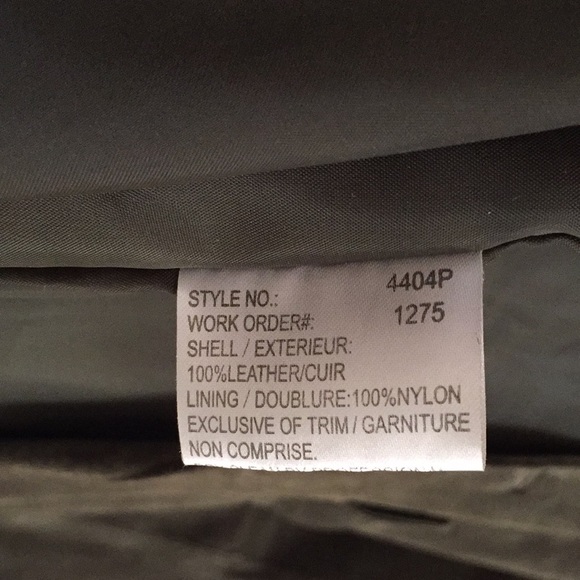 STYLE NO.: 4404P
WORK ORDER#: 1275
SHELL / EXTERIEUR:
100%LEATHER/CUIR
LINING / DOUBLURE:100%NYLON
EXCLUSIVE OF TRIM / GARNITURE
NON COMPRISE.